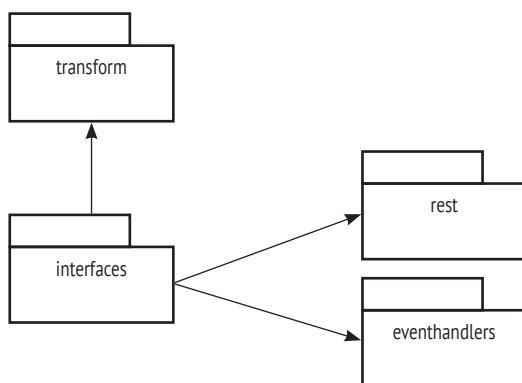 transform
rest
interfaces
eventhandlers